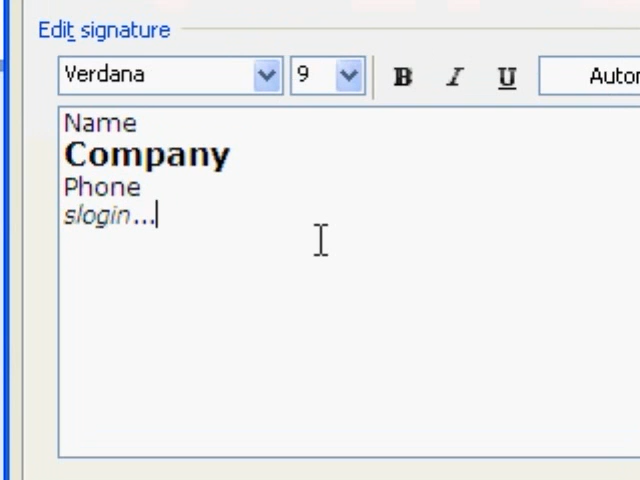 Edit signature
Verdana 9 B I U Autor
Name
Company
Phone
slogin...